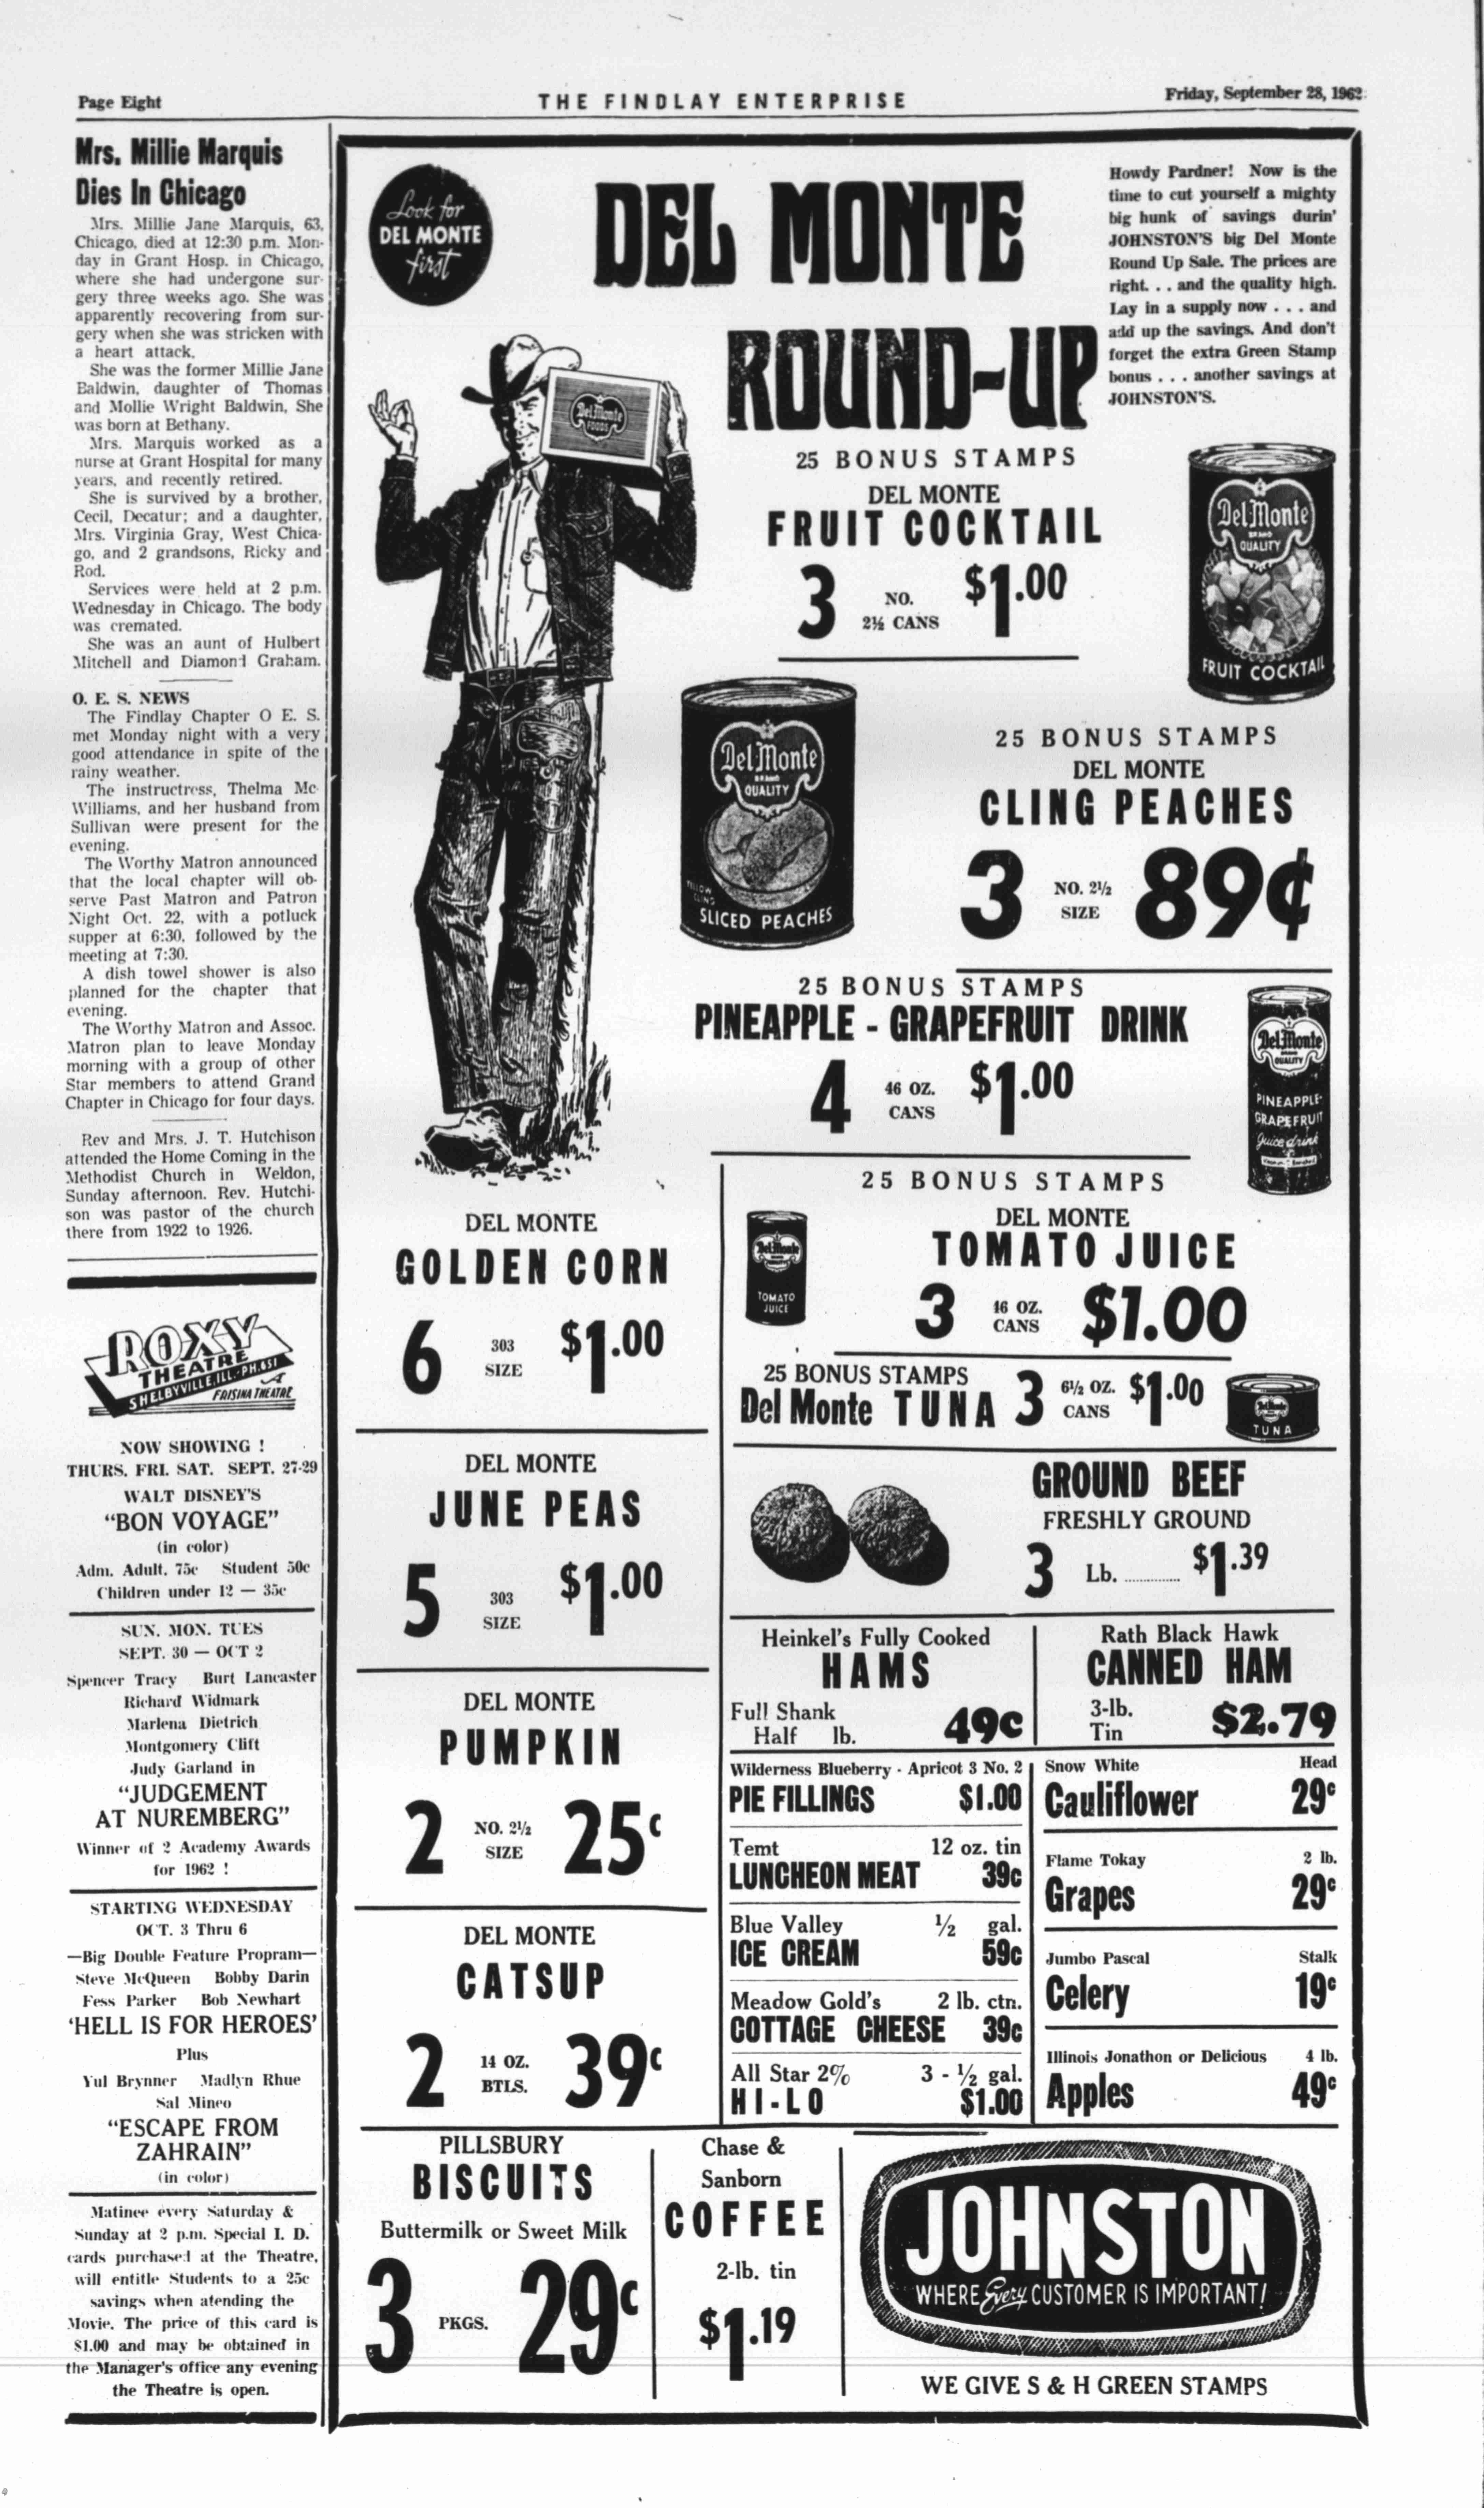 Page Eight
THE FINDLAY ENTERPRISE
Friday, September 28, 1962
Mrs. Millie Marquis
Dies In Chicago
Mrs. Millie Jane Marquis, 63,
Chicago, died at 12:30 p.m. Mon-
day in Grant Hosp. in Chicago,
where she had undergone sur-
gery three weeks ago. She was
apparently recovering from sur-
gery when she was stricken with
a heart attack.
She was the former Millie Jane
Baldwin, daughter of Thomas
and Mollie Wright Baldwin, She
was born at Bethany.
Mrs. Marquis worked as a
nurse at Grant Hospital for many
years, and recently retired.
She is survived by a brother,
Cecil, Decatur; and a daughter,
Mrs. Virginia Gray, West Chica-
go, and 2 grandsons, Ricky and
Rod.
Services were held at 2 p.m.
Wednesday in Chicago. The body
was cremated.
She was an aunt of Hulbert
Mitchell and Diamond Graham.
O. E. S. NEWS
The Findlay Chapter O E. S.
met Monday night with a very
good attendance in spite of the
rainy weather.
The instructress, Thelma Mc-
Williams, and her husband from
Sullivan were present for the
evening.
The Worthy Matron announced
that the local chapter will ob-
serve Past Matron and Patron
Night Oct. 22, with a potluck
supper at 6:30, followed by the
meeting at 7:30.
A dish towel shower is also
planned for the chapter that
evening.
The Worthy Matron and Assoc.
Matron plan to leave Monday
morning with a group of other
Star members to attend Grand
Chapter in Chicago for four days.
Rev and Mrs. J. T. Hutchison
attended the Home Coming in the
Methodist Church in Weldon,
Sunday afternoon. Rev. Hutchi-
son was pastor of the church
there from 1922 to 1926.
ROXY
THEATRE
SHELBYVILLE, ILL.-PH. 651
A
FRISINA THEATRE
NOW SHOWING !
THURS. FRI. SAT. SEPT. 27-29
WALT DISNEY'S
"BON VOYAGE"
(in color)
Adm. Adult. 75c Student 50c
Children under 12 — 35c
SUN. MON. TUES
SEPT. 30 — OCT 2
Spencer Tracy Burt Lancaster
Richard Widmark
Marlena Dietrich
Montgomery Clift
Judy Garland in
"JUDGEMENT
AT NUREMBERG"
Winner of 2 Academy Awards
for 1962 !
STARTING WEDNESDAY
OCT. 3 Thru 6
—Big Double Feature Propram—
Steve McQueen Bobby Darin
Fess Parker Bob Newhart
'HELL IS FOR HEROES'
Plus
Yul Brynner Madlyn Rhue
Sal Mineo
"ESCAPE FROM
ZAHRAIN"
(in color)
Matinee every Saturday &
Sunday at 2 p.m. Special I. D.
cards purchased at the Theatre,
will entitle Students to a 25c
savings when atending the
Movie. The price of this card is
$1.00 and may be obtained in
the Manager's office any evening
the Theatre is open.
Look for
DEL MONTE
first
DEL MONTE
ROUND-UP
Howdy Pardner! Now is the
time to cut yourself a mighty
big hunk of savings durin'
JOHNSTON'S big Del Monte
Round Up Sale. The prices are
right. . . and the quality high.
Lay in a supply now . . . and
add up the savings. And don't
forget the extra Green Stamp
bonus . . . another savings at
JOHNSTON'S.
Del Monte
FOODS
25 BONUS STAMPS
DEL MONTE
FRUIT COCKTAIL
3 NO. 2½ CANS $1.00
Del Monte
BRAND
QUALITY
FRUIT COCKTAIL
Del Monte
BRAND
QUALITY
YELLOW
CLING
SLICED PEACHES
25 BONUS STAMPS
DEL MONTE
CLING PEACHES
3 NO. 2½ SIZE 89¢
25 BONUS STAMPS
PINEAPPLE - GRAPEFRUIT DRINK
4 46 OZ. CANS $1.00
Del Monte
QUALITY
PINEAPPLE-
GRAPEFRUIT
juice drink
25 BONUS STAMPS
DEL MONTE
TOMATO JUICE
3 46 OZ. CANS $1.00
Del Monte
TOMATO
JUICE
25 BONUS STAMPS
Del Monte TUNA 3 6½ OZ. CANS $1.00
Del Monte
TUNA
DEL MONTE
GOLDEN CORN
6 303 SIZE $1.00
DEL MONTE
JUNE PEAS
5 303 SIZE $1.00
DEL MONTE
PUMPKIN
2 NO. 2½ SIZE 25c
DEL MONTE
CATSUP
2 14 OZ. BTLS. 39c
GROUND BEEF
FRESHLY GROUND
3 Lb. .............. $1.39
Heinkel's Fully Cooked
HAMS
Full Shank
Half lb. 49c
Rath Black Hawk
CANNED HAM
3-lb.
Tin $2.79
Wilderness Blueberry - Apricot 3 No. 2
PIE FILLINGS $1.00
Temt 12 oz. tin
LUNCHEON MEAT 39c
Blue Valley ½ gal.
ICE CREAM 59c
Meadow Gold's 2 lb. ctn.
COTTAGE CHEESE 39c
All Star 2% 3 - ½ gal.
HI-LO $1.00
Snow White Head
Cauliflower 29c
Flame Tokay 2 lb.
Grapes 29c
Jumbo Pascal Stalk
Celery 19c
Illinois Jonathon or Delicious 4 lb.
Apples 49c
PILLSBURY
BISCUITS
Buttermilk or Sweet Milk
3 PKGS. 29c
Chase &
Sanborn
COFFEE
2-lb. tin
$1.19
JOHNSTON
WHERE Every CUSTOMER IS IMPORTANT!
WE GIVE S & H GREEN STAMPS